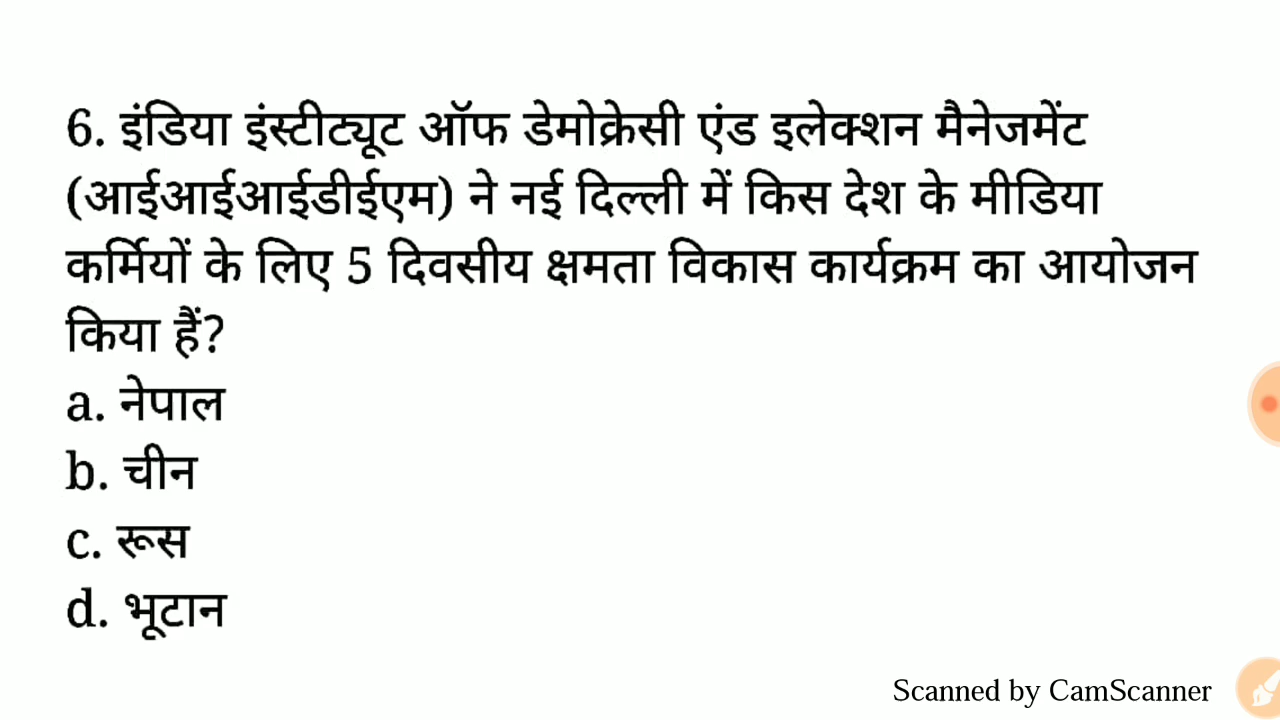 6. इंडिया इंस्टीट्यूट ऑफ डेमोक्रेसी एंड इलेक्शन मैनेजमेंट
(आईआईआईडीईएम) ने नई दिल्ली में किस देश के मीडिया
कर्मियों के लिए 5 दिवसीय क्षमता विकास कार्यक्रम का आयोजन
किया हैं?
a. नेपाल
b. चीन
c. रूस
d. भूटान
Scanned by CamScanner